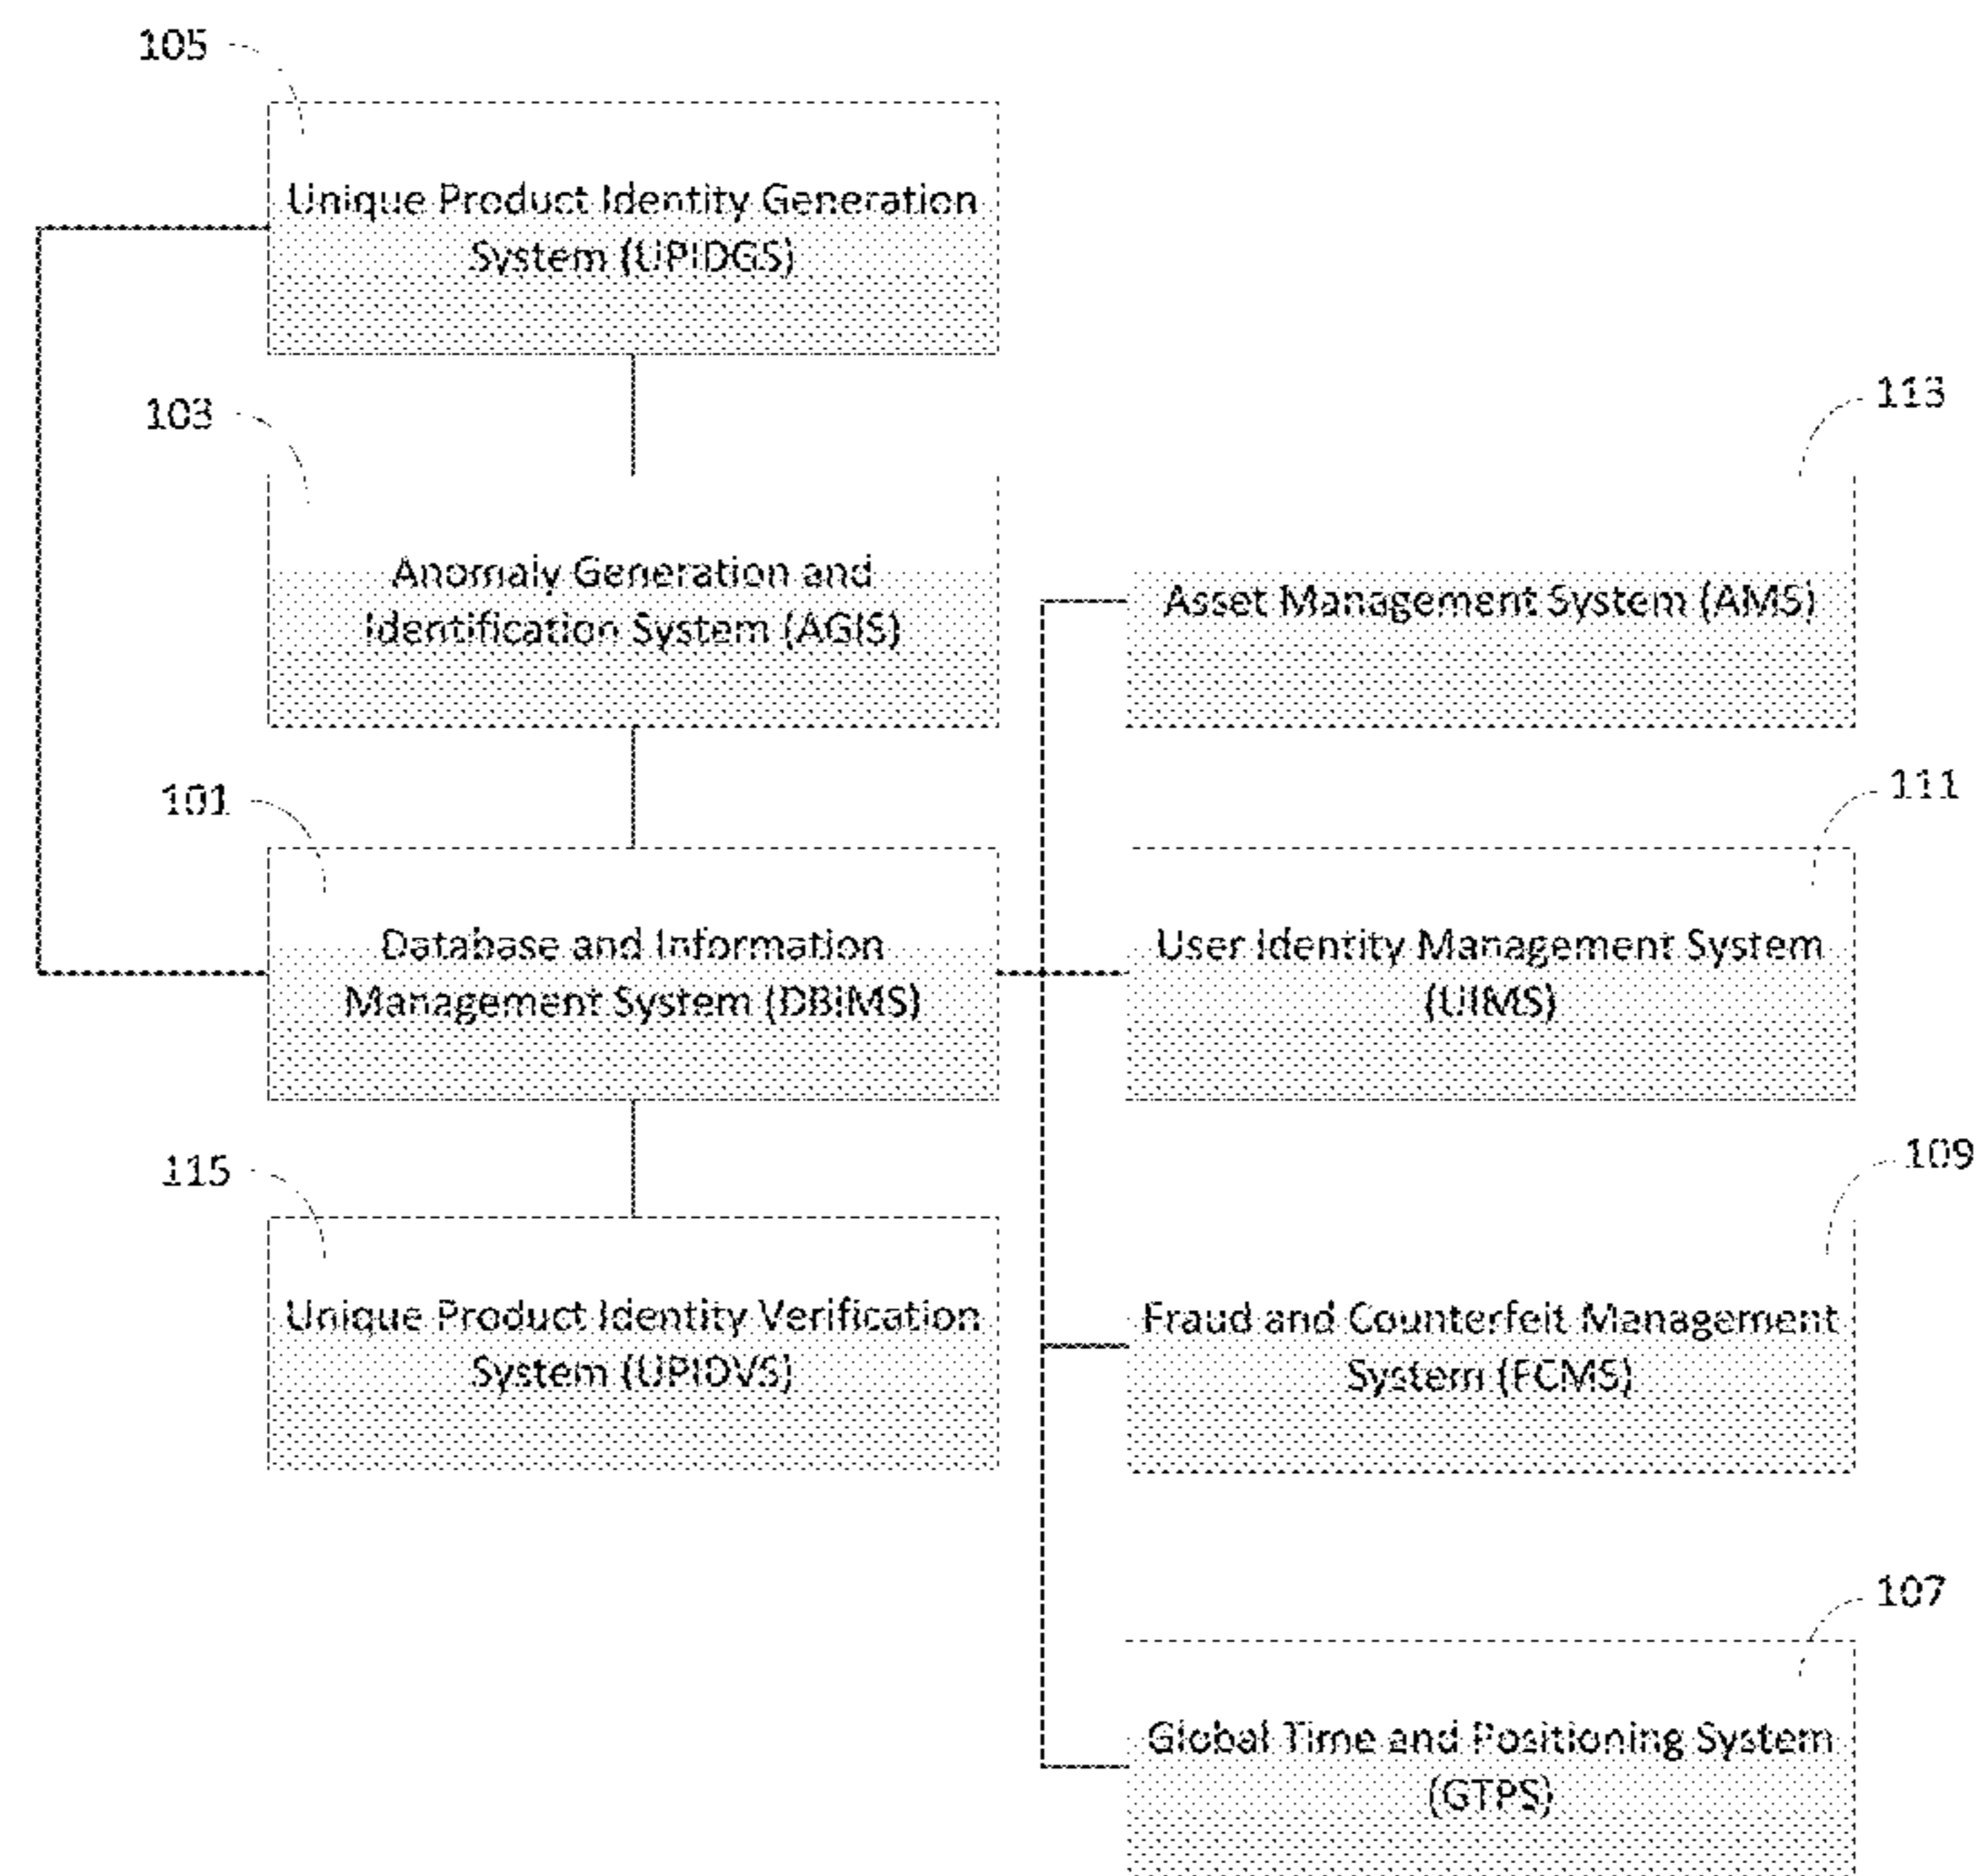 105
Unique Product Identity Generation
System (UPIDGS)
103
113
Anomaly Generation and
Identification System (AGIS)
Asset Management System (AMS)
101
111
Database and Information
Management System (DBIMS)
User Identity Management System
(UIMS)
115
109
Unique Product Identity Verification
System (UPIDVS)
Fraud and Counterfeit Management
System (FCMS)
107
Global Time and Positioning System
(GTPS)